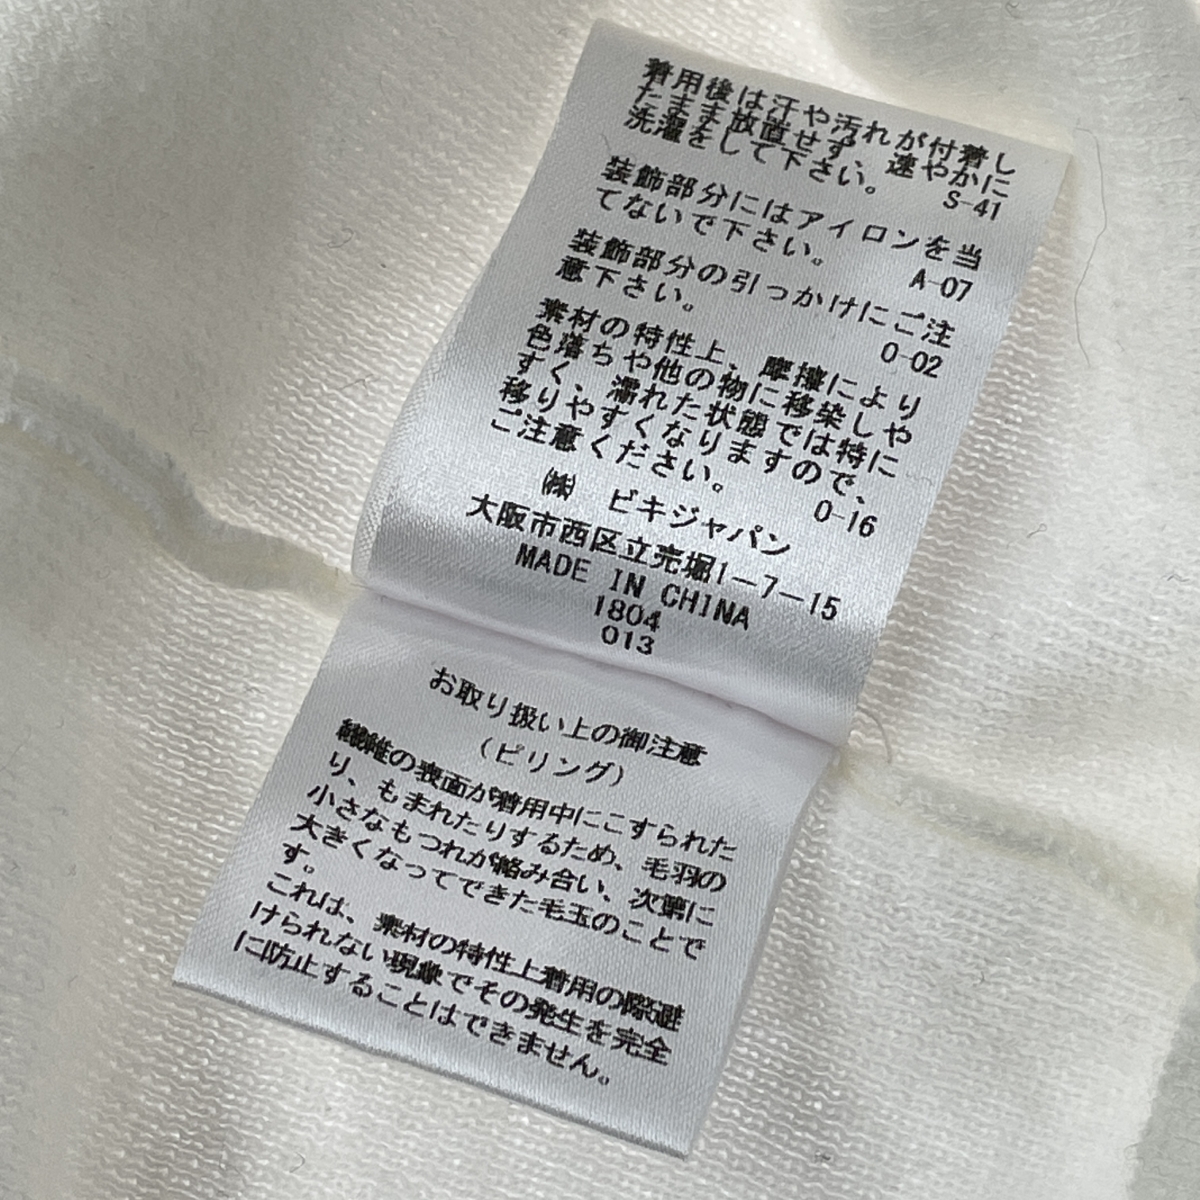 着用後は汗や汚れが付着し
たまま放置せず、速やかに
洗濯をして下さい。
S-41
装飾部分にはアイロンを当
てないで下さい。
A-07
装飾部分の引っかけにご注
意下さい。
0-02
素材の特性上、摩擦により
色落ちや他の物に移染しや
すく、濡れた状態では特に
移りやすくなりますので、
ご注意ください。
0-16
㈱ ビキジャパン
大阪市西区立売堀1-7-15
MADE IN CHINA
1804
013
お取り扱い上の御注意
(ピリング)
繊維の表面が着用中にこすられた
り、もまれたりするため、毛羽の
小さなもつれが絡み合い、次第に
大きくなってできた毛玉のことで
す。
これは、素材の特性上着用の際避
けられない現象でその発生を完全
に防止することはできません。